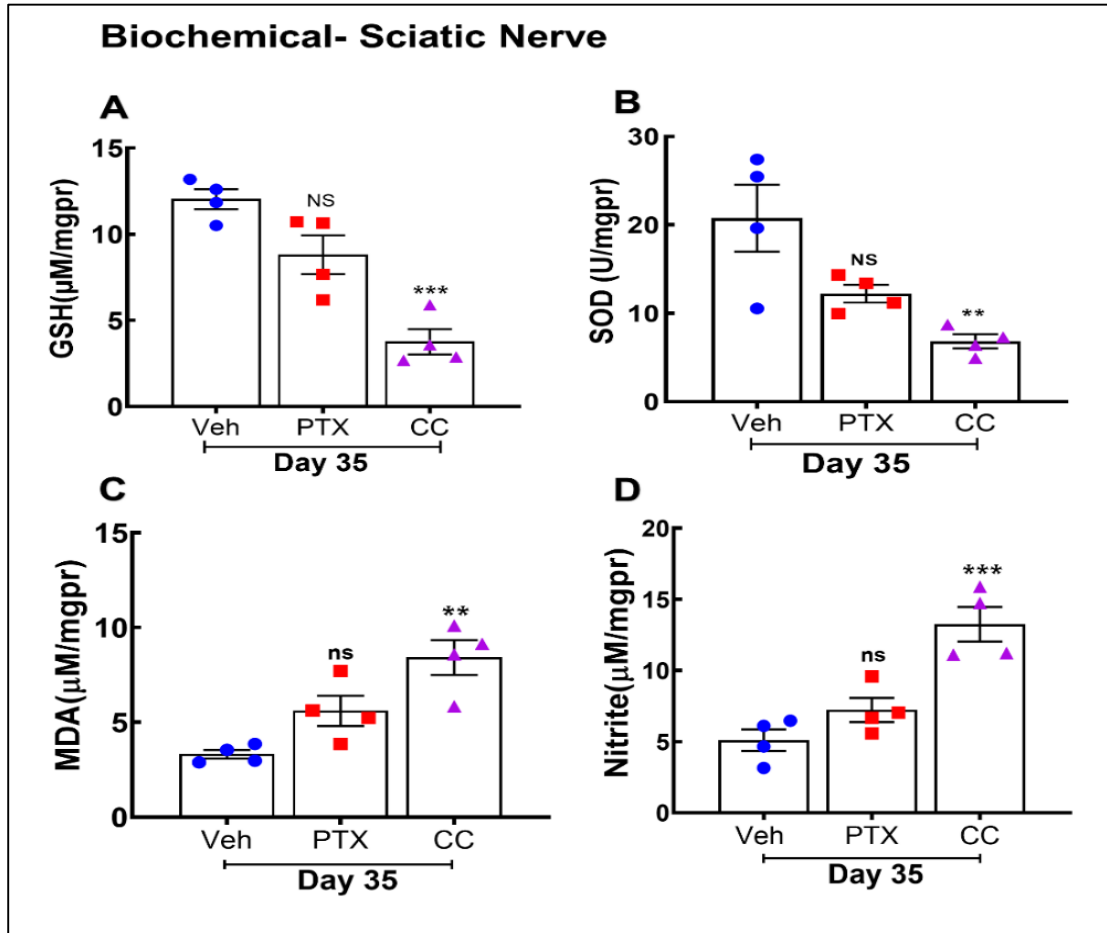 Biochemical- Sciatic Nerve
A
GSH(μM/mgpr)
15
10
5
0
NS
***
Veh PTX CC
Day 35
B
SOD (U/mgpr)
30
20
10
0
NS
**
Veh PTX CC
Day 35
C
MDA(μM/mgpr)
15
10
5
0
ns
**
Veh PTX CC
Day 35
D
Nitrite(μM/mgpr)
20
15
10
5
0
ns
***
Veh PTX CC
Day 35